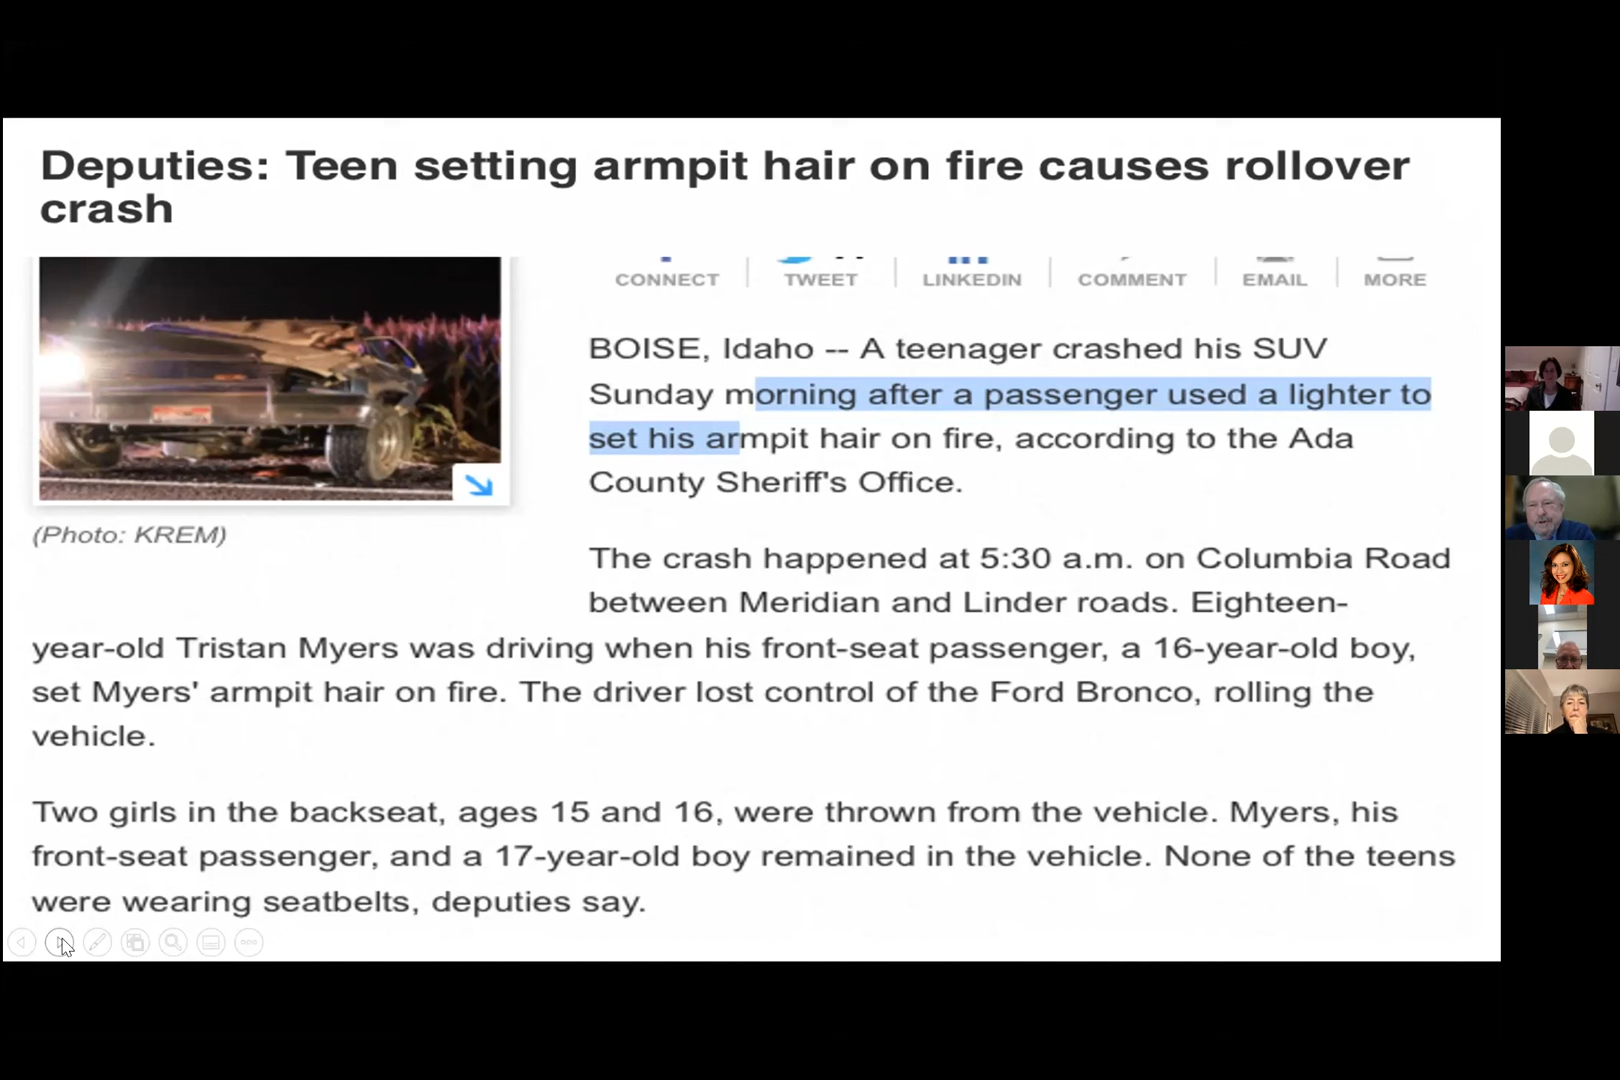 Deputies: Teen setting armpit hair on fire causes rollover
crash
CONNECT
TWEET
LINKEDIN
COMMENT
EMAIL
MORE
(Photo: KREM)
BOISE, Idaho -- A teenager crashed his SUV
Sunday morning after a passenger used a lighter to
set his armpit hair on fire, according to the Ada
County Sheriff's Office.
The crash happened at 5:30 a.m. on Columbia Road
between Meridian and Linder roads. Eighteen-
year-old Tristan Myers was driving when his front-seat passenger, a 16-year-old boy,
set Myers' armpit hair on fire. The driver lost control of the Ford Bronco, rolling the
vehicle.
Two girls in the backseat, ages 15 and 16, were thrown from the vehicle. Myers, his
front-seat passenger, and a 17-year-old boy remained in the vehicle. None of the teens
were wearing seatbelts, deputies say.